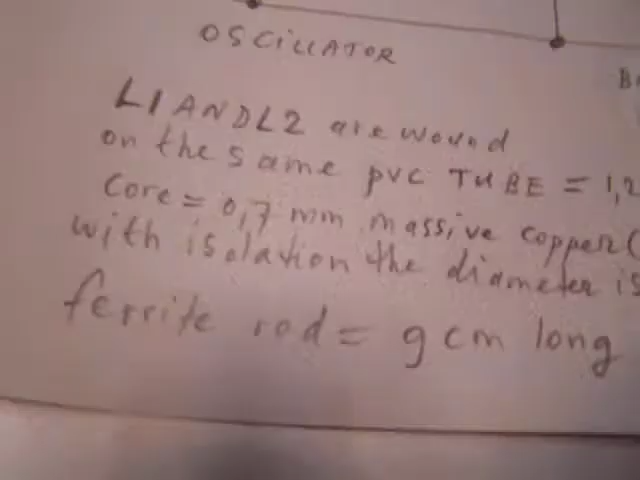 OSCILLATOR
L1 AND L2 are wound
on the same pvc TUBE = 1,2
Core = 0,7 mm massive copper (
with isolation the diameter is
ferrite rod = 9 cm long